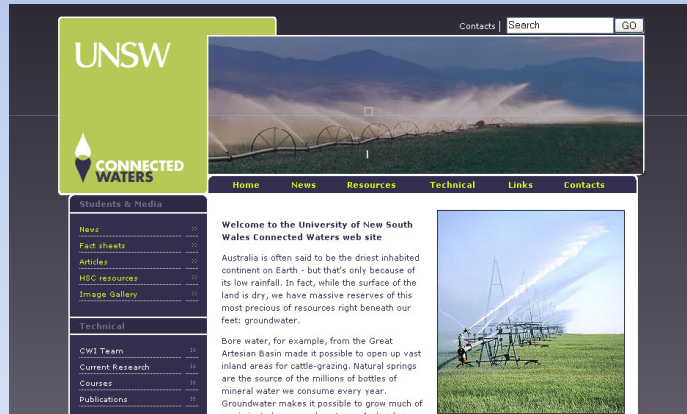 Contacts |
Search
GO
UNSW
CONNECTED
WATERS
Home News Resources Technical Links Contacts
Students & Media
News
Fact sheets
Articles
HSC resources
Image Gallery
Technical
CWI Team
Current Research
Courses
Publications
Welcome to the University of New South
Wales Connected Waters web site
Australia is often said to be the driest inhabited
continent on Earth - but that's only because of
its low rainfall. In fact, while the surface of the
land is dry, we have massive reserves of this
most precious of resources right beneath our
feet: groundwater.
Bore water, for example, from the Great
Artesian Basin made it possible to open up vast
inland areas for cattle-grazing. Natural springs
are the source of the millions of bottles of
mineral water we consume every year.
Groundwater makes it possible to grow much of